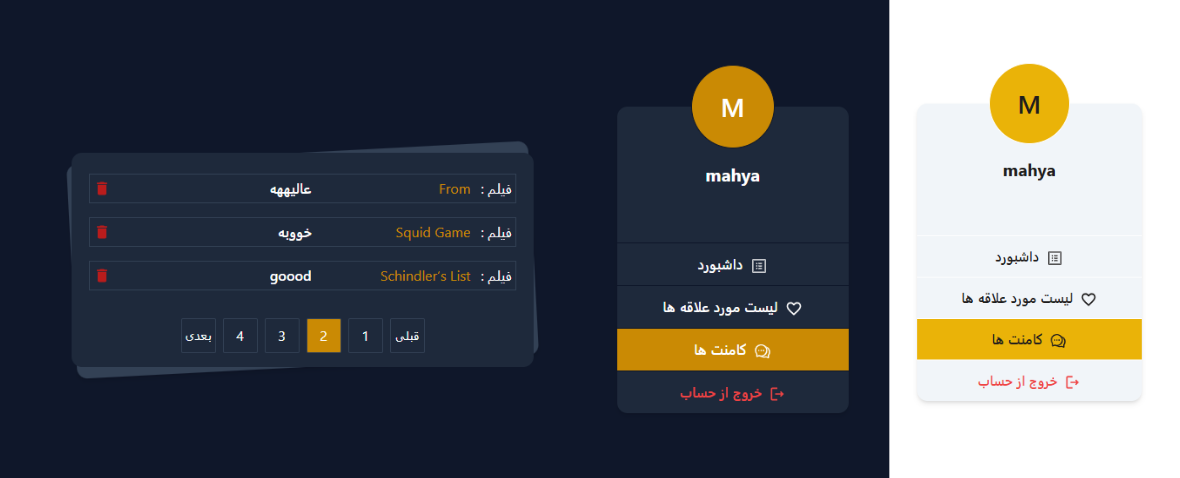 فیلم : From عالیههه
فیلم : Squid Game خووبه
فیلم : Schindler's List goood
قبلی 1 2 3 4 بعدی
M
mahya
داشبورد
لیست مورد علاقه ها
کامنت ها
خروج از حساب
M
mahya
داشبورد
لیست مورد علاقه ها
کامنت ها
خروج از حساب